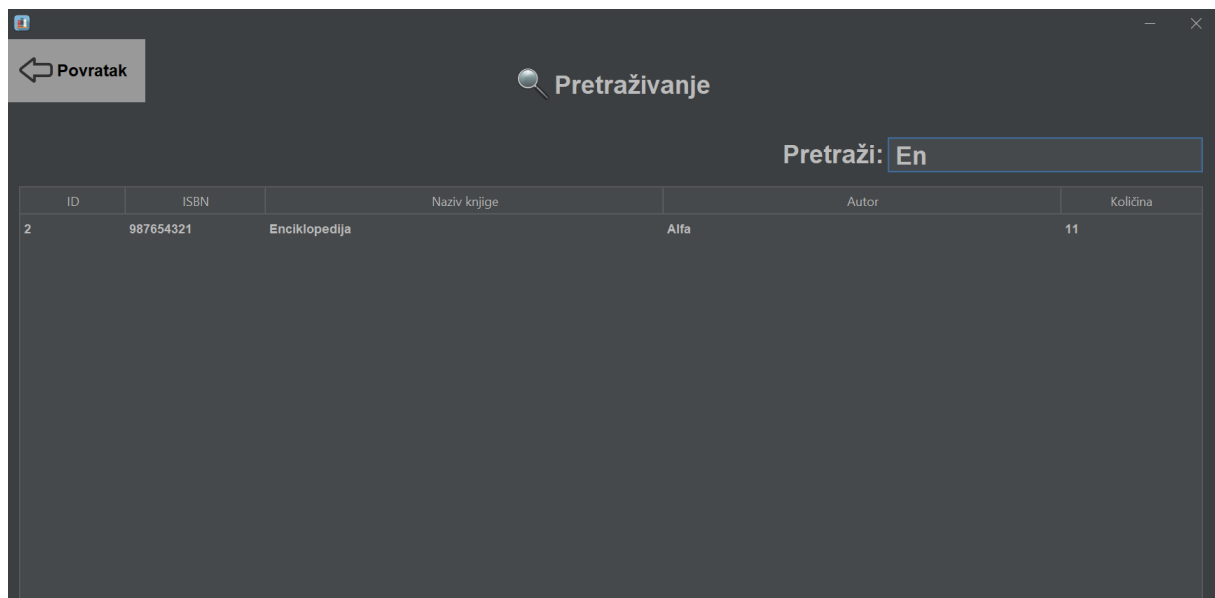 Povratak
Pretraživanje
Pretraži: En
ID ISBN Naziv knjige Autor Količina
2 987654321 Enciklopedija Alfa 11